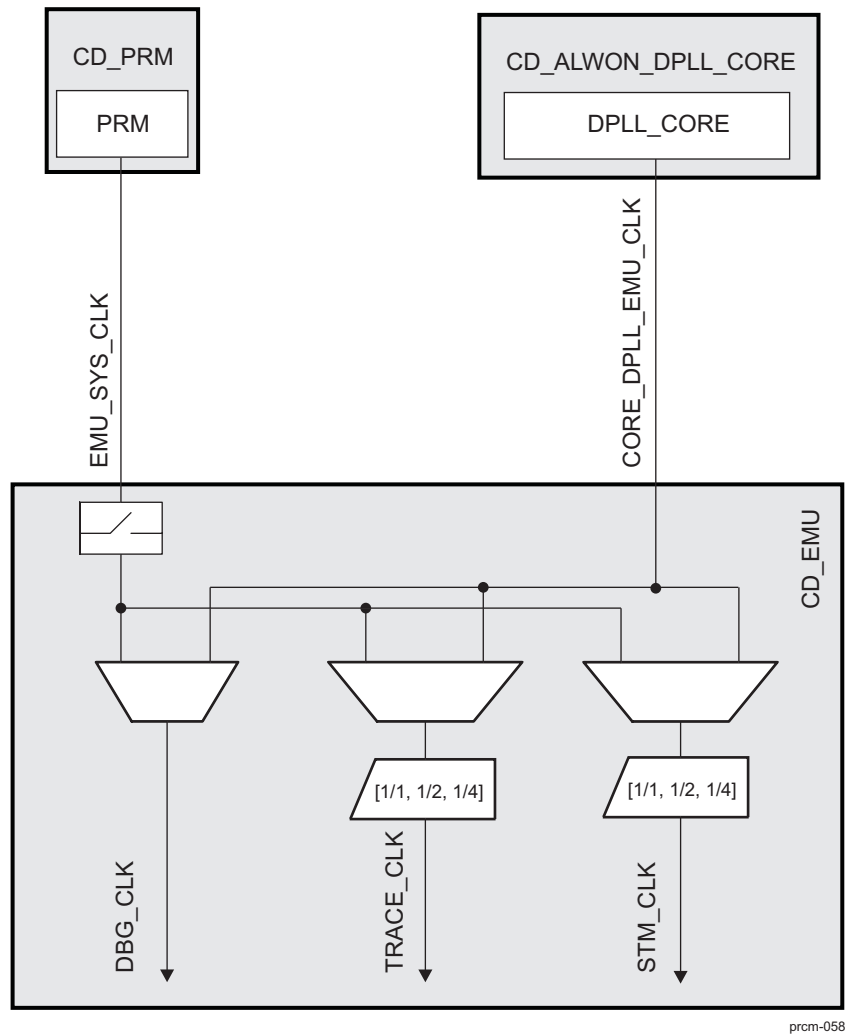 CD_PRM
PRM
CD_ALWON_DPLL_CORE
DPLL_CORE
EMU_SYS_CLK
CORE_DPLL_EMU_CLK
CD_EMU
[1/1, 1/2, 1/4]
[1/1, 1/2, 1/4]
DBG_CLK
TRACE_CLK
STM_CLK
prcm-058